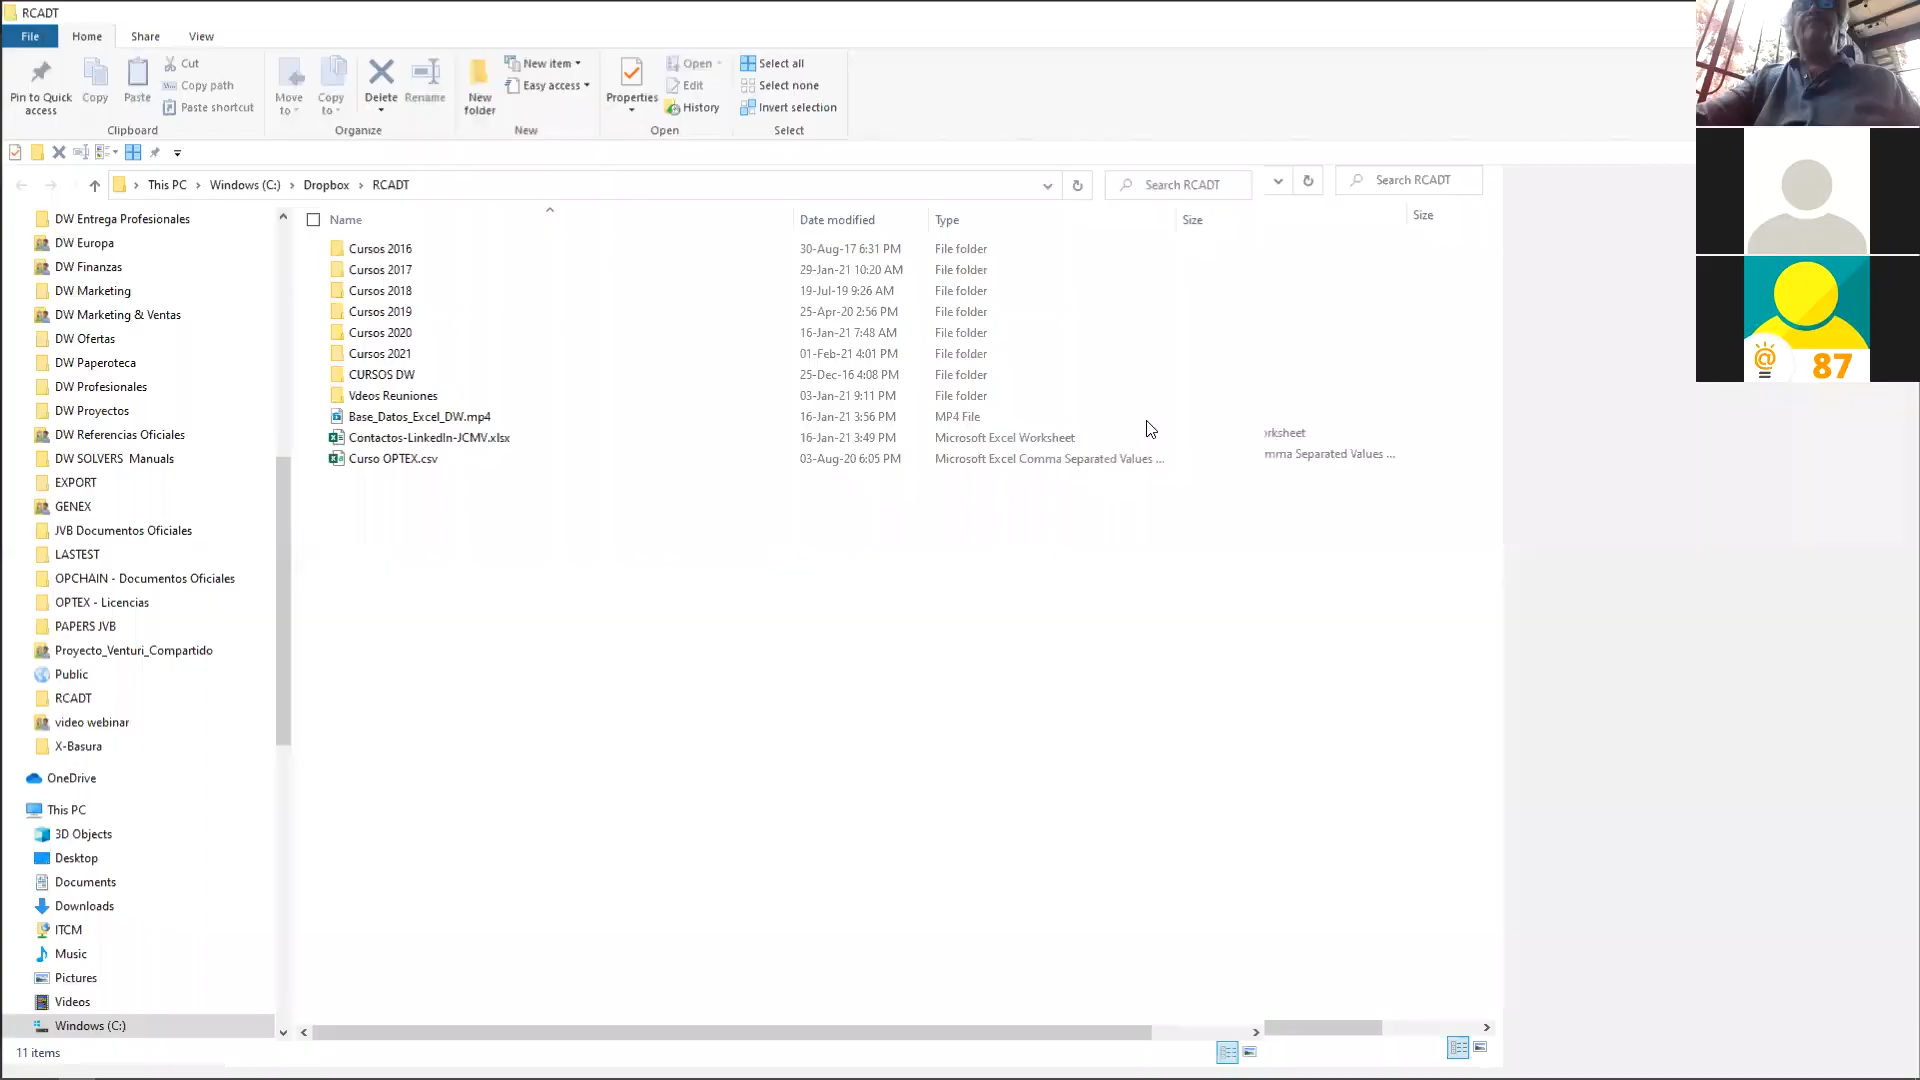 RCADT
File Home Share View
Pin to Quick access
Copy
Paste
Cut
Copy path
Paste shortcut
Clipboard
Move to
Copy to
Delete
Rename
Organize
New folder
New item
Easy access
New
Properties
Open
Edit
History
Open
Select all
Select none
Invert selection
Select
This PC Windows (C:) Dropbox RCADT
Search RCADT
Search RCADT
Name Date modified Type Size
Size
Cursos 2016 30-Aug-17 6:31 PM File folder
Cursos 2017 29-Jan-21 10:20 AM File folder
Cursos 2018 19-Jul-19 9:26 AM File folder
Cursos 2019 25-Apr-20 2:56 PM File folder
Cursos 2020 16-Jan-21 7:48 AM File folder
Cursos 2021 01-Feb-21 4:01 PM File folder
CURSOS DW 25-Dec-16 4:08 PM File folder
Vdeos Reuniones 03-Jan-21 9:11 PM File folder
Base_Datos_Excel_DW.mp4 16-Jan-21 3:56 PM MP4 File
Contactos-LinkedIn-JCMV.xlsx 16-Jan-21 3:49 PM Microsoft Excel Worksheet
Curso OPTEX.csv 03-Aug-20 6:05 PM Microsoft Excel Comma Separated Values ...
rksheet
mma Separated Values ...
DW Entrega Profesionales
DW Europa
DW Finanzas
DW Marketing
DW Marketing & Ventas
DW Ofertas
DW Paperoteca
DW Profesionales
DW Proyectos
DW Referencias Oficiales
DW SOLVERS Manuals
EXPORT
GENEX
JVB Documentos Oficiales
LASTEST
OPCHAIN - Documentos Oficiales
OPTEX - Licencias
PAPERS JVB
Proyecto_Venturi_Compartido
Public
RCADT
video webinar
X-Basura
OneDrive
This PC
3D Objects
Desktop
Documents
Downloads
ITCM
Music
Pictures
Videos
Windows (C:)
11 items
@ 87